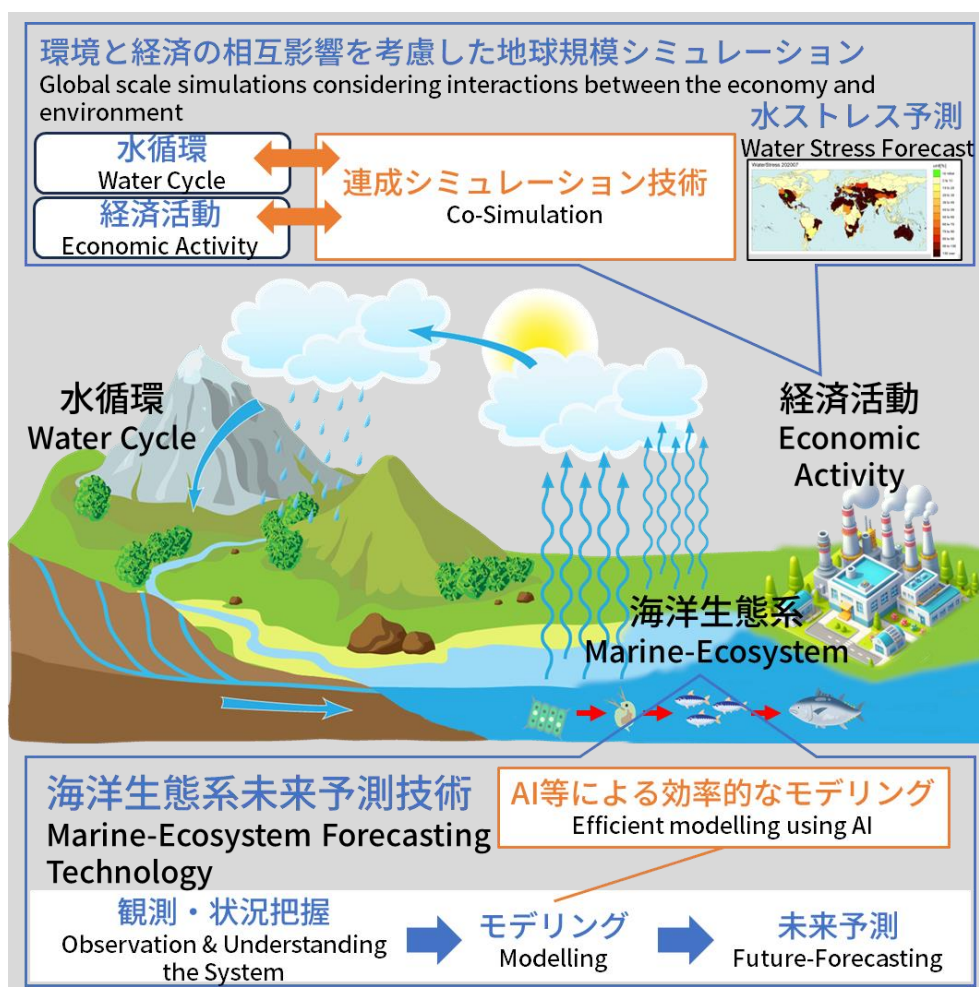 環境と経済の相互影響を考慮した地球規模シミュレーション
Global scale simulations considering interactions between the economy and
environment
水循環
Water Cycle
経済活動
Economic Activity
連成シミュレーション技術
Co-Simulation
水ストレス予測
Water Stress Forecast
WaterStress 202007
水循環
Water Cycle
経済活動
Economic
Activity
海洋生態系
Marine-Ecosystem
海洋生態系未来予測技術
Marine-Ecosystem Forecasting
Technology
AI等による効率的なモデリング
Efficient modelling using AI
観測・状況把握
Observation & Understanding
the System
モデリング
Modelling
未来予測
Future-Forecasting